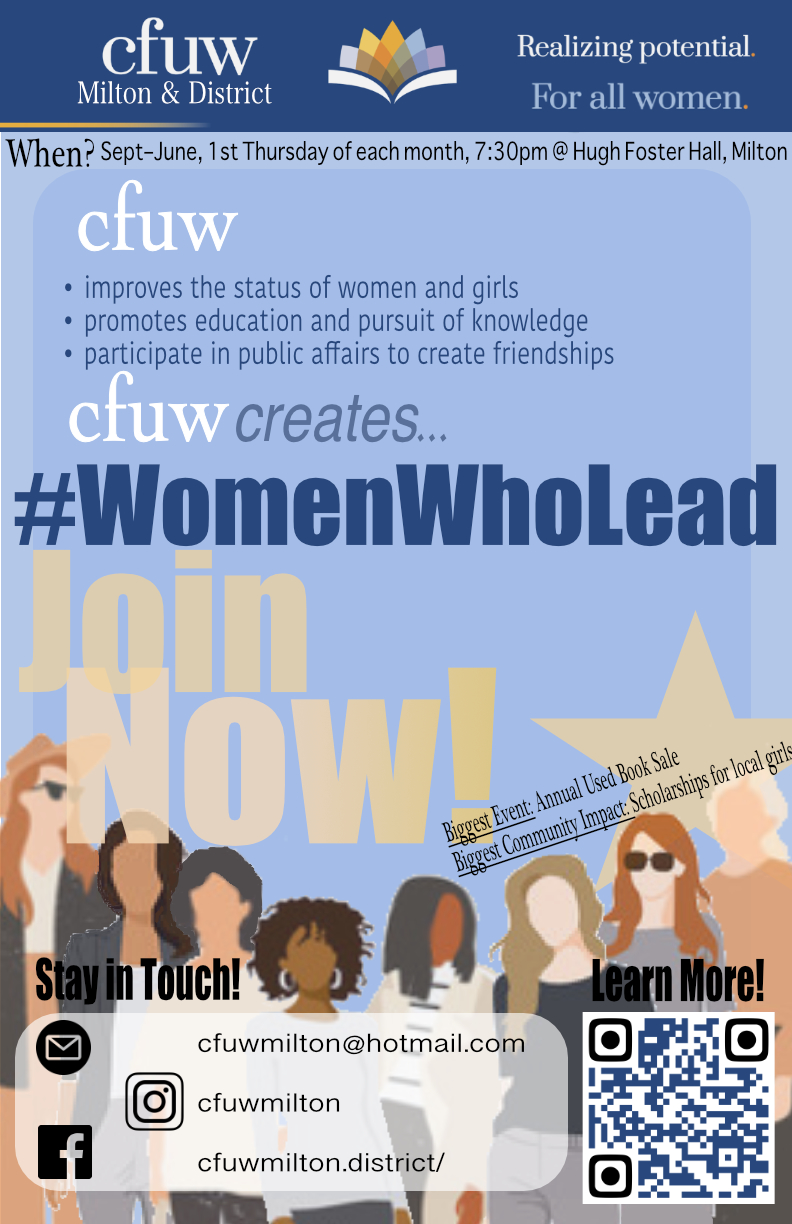 cfuw
Milton & District
Realizing potential.
For all women.
When? Sept–June, 1st Thursday of each month, 7:30pm @ Hugh Foster Hall, Milton
cfuw
• improves the status of women and girls
• promotes education and pursuit of knowledge
• participate in public affairs to create friendships
cfuw creates...
#WomenWhoLead
Join
Now!
Biggest Event: Annual Used Book Sale
Biggest Community Impact: Scholarships for local girls
Stay in Touch!
Learn More!
cfuwmilton@hotmail.com
cfuwmilton
cfuwmilton.district/